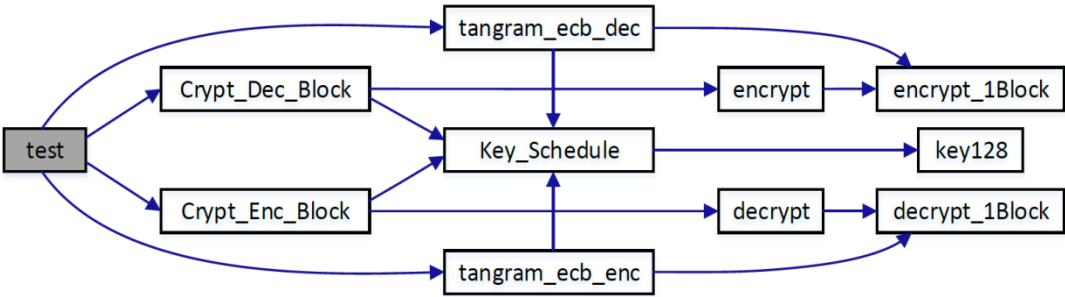 tangram_ecb_dec
Crypt_Dec_Block
encrypt
encrypt_1Block
test
Key_Schedule
key128
Crypt_Enc_Block
decrypt
decrypt_1Block
tangram_ecb_enc